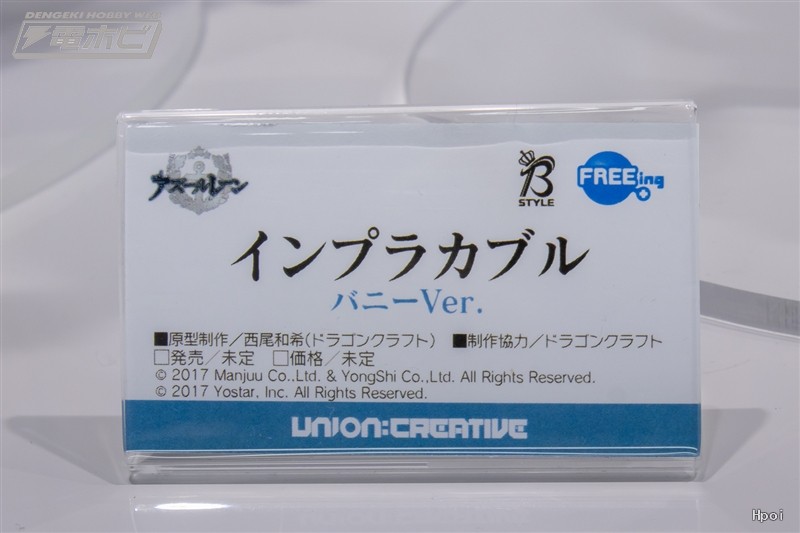 DENGEKI HOBBY WEB
電ホビ
アズールレーン
B
STYLE
FREEing
インプラカブル
バニーVer.
■原型制作/西尾和希(ドラゴンクラフト) ■制作協力/ドラゴンクラフト
□発売/未定 □価格/未定
© 2017 Manjuu Co.,Ltd. & YongShi Co.,Ltd. All Rights Reserved.
© 2017 Yostar, Inc. All Rights Reserved.
UNION:CREATIVE
Hpoi